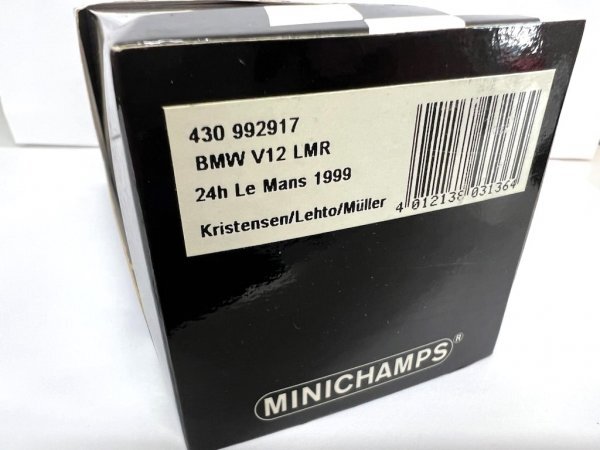 430 992917
BMW V12 LMR
24h Le Mans 1999
Kristensen/Lehto/Müller
4 012138 031364
MINICHAMPS®